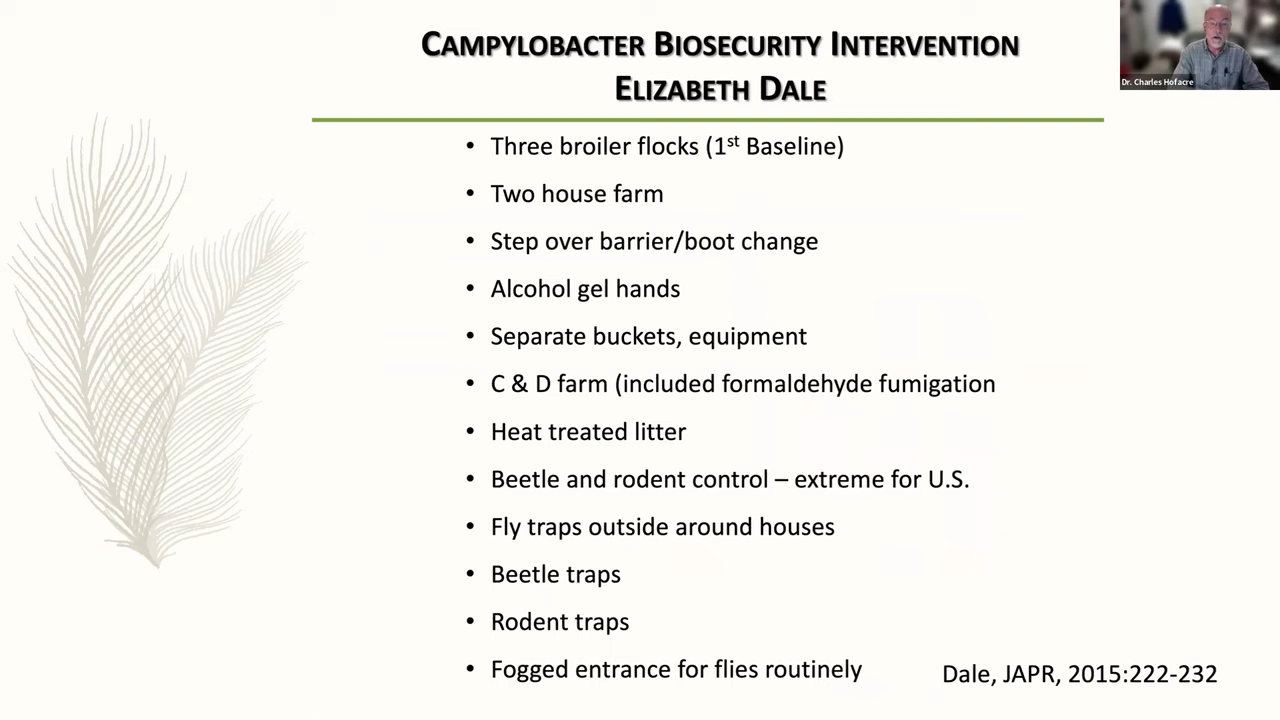 CAMPYLOBACTER BIOSECURITY INTERVENTION
ELIZABETH DALE
Dr. Charles Hofacre
• Three broiler flocks (1st Baseline)
• Two house farm
• Step over barrier/boot change
• Alcohol gel hands
• Separate buckets, equipment
• C & D farm (included formaldehyde fumigation
• Heat treated litter
• Beetle and rodent control – extreme for U.S.
• Fly traps outside around houses
• Beetle traps
• Rodent traps
• Fogged entrance for flies routinely
Dale, JAPR, 2015:222-232